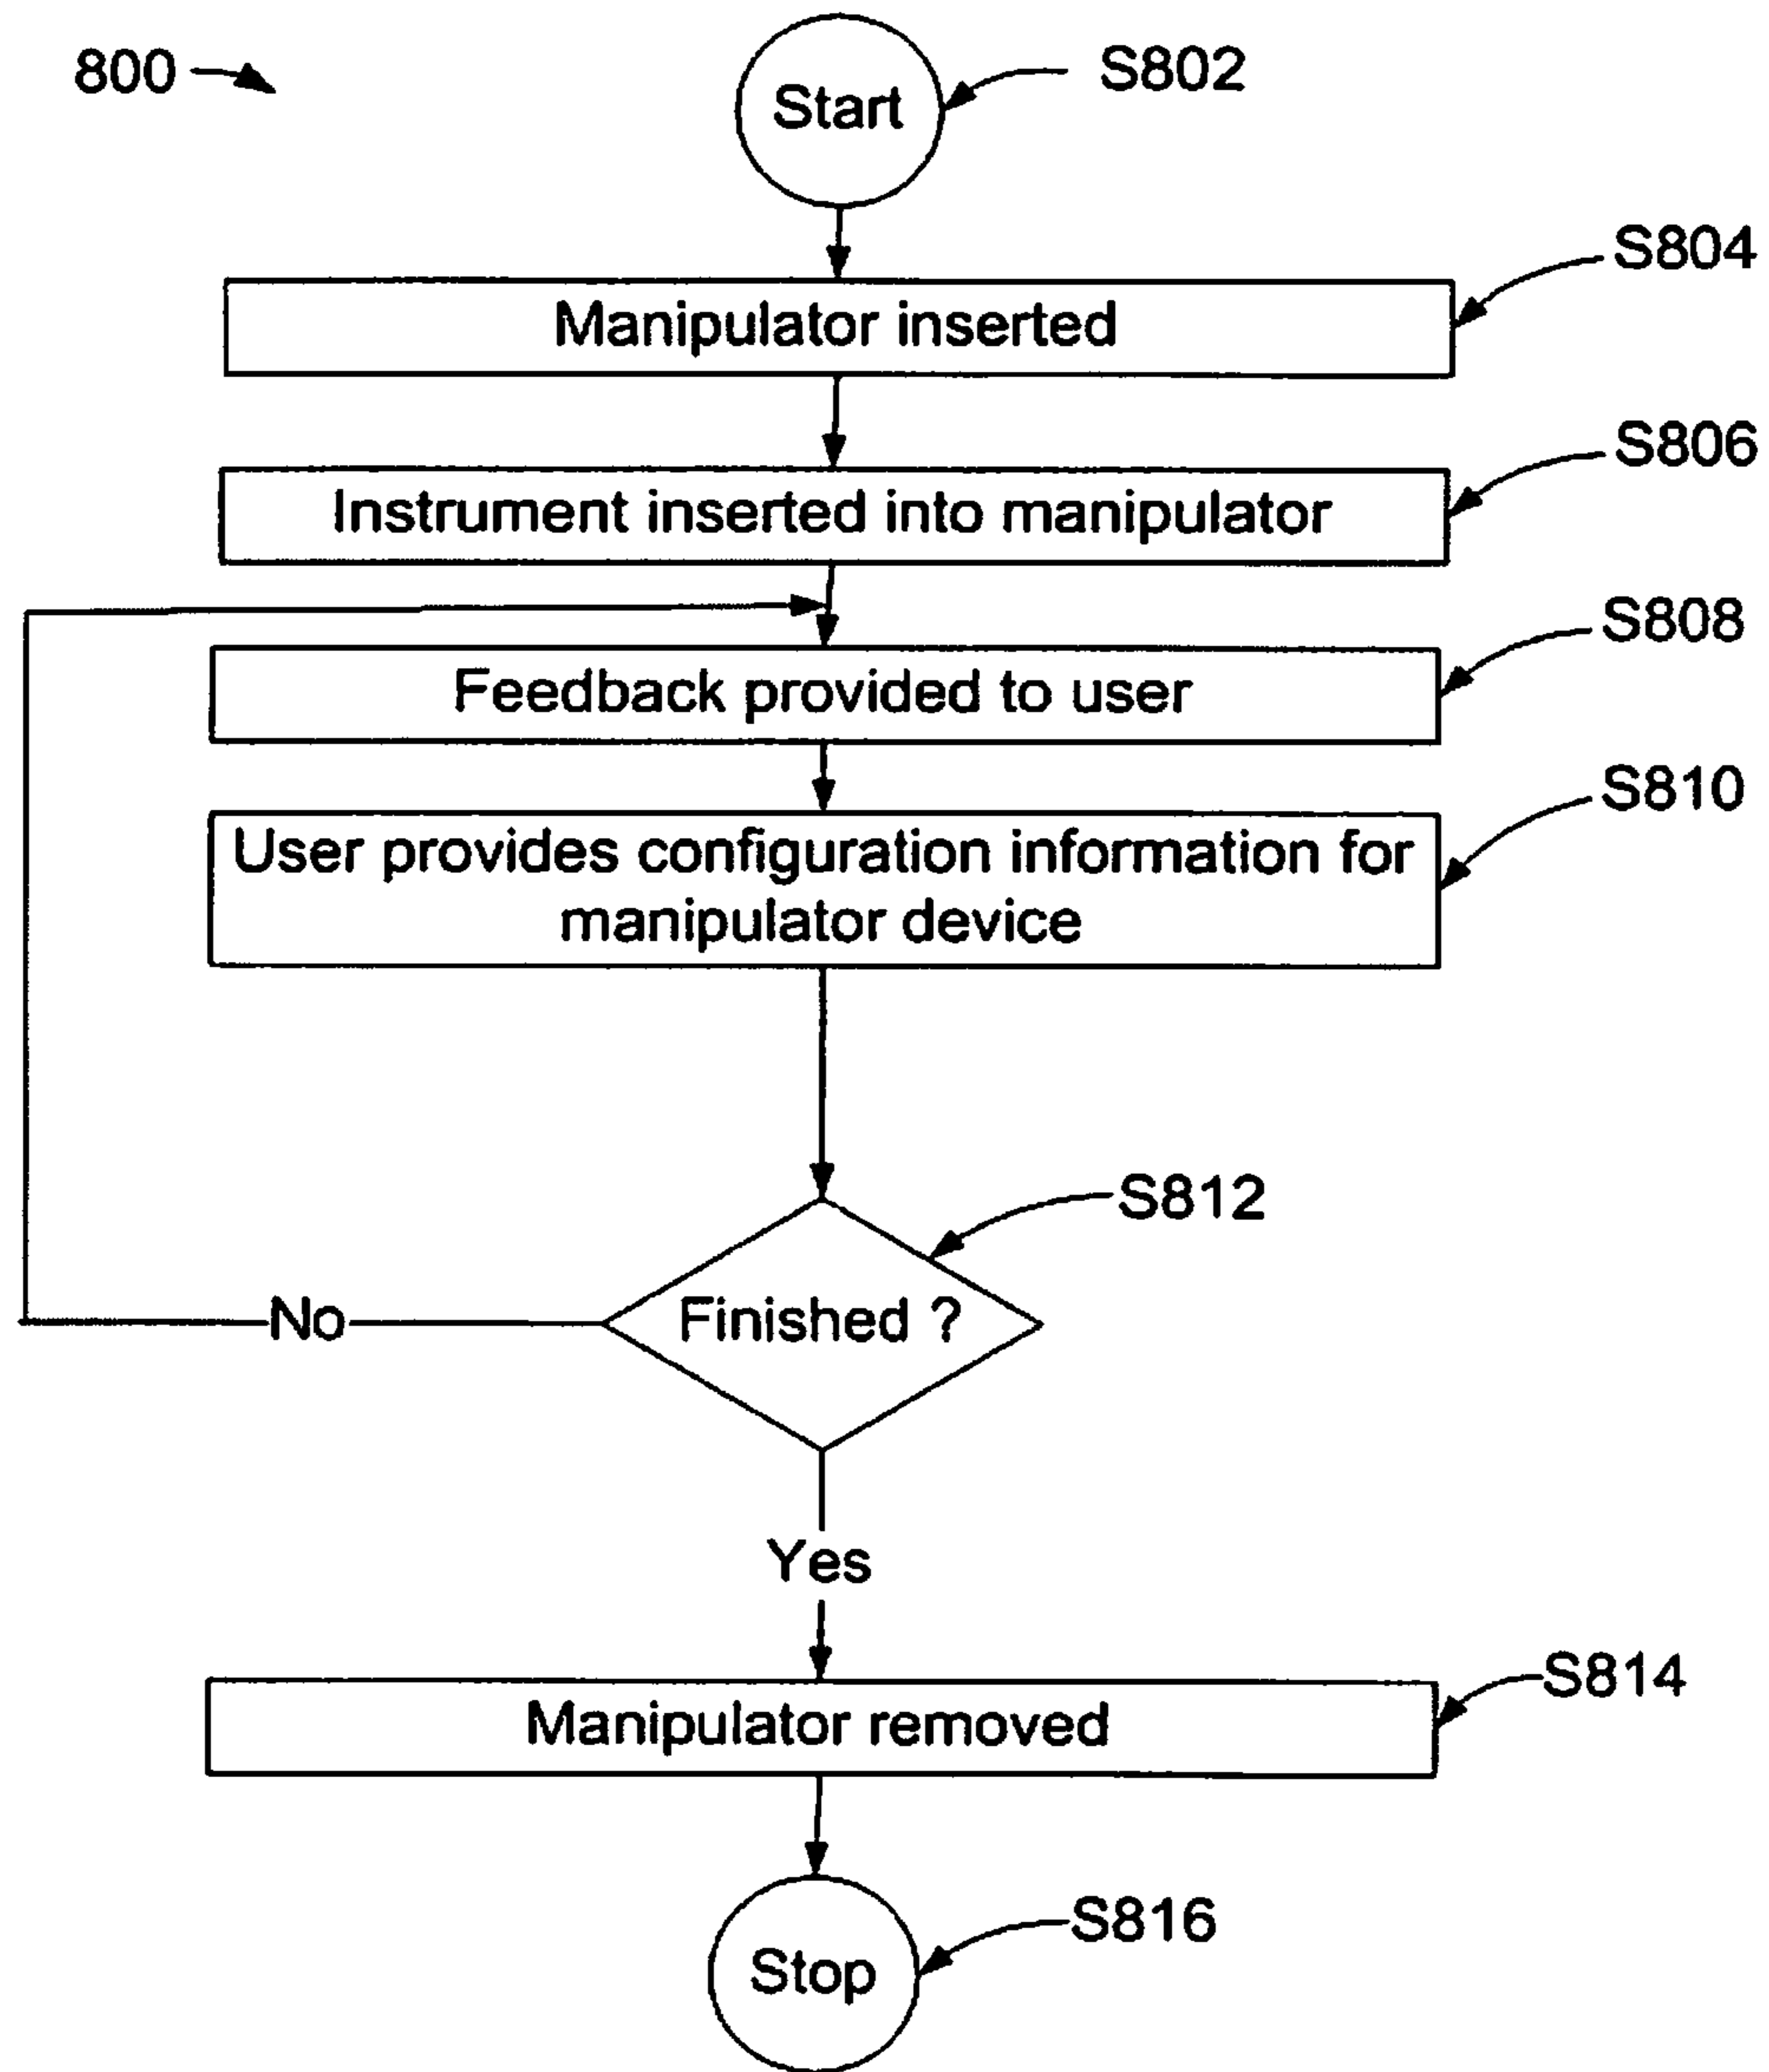 800
Start
S802
Manipulator inserted
S804
Instrument inserted into manipulator
S806
Feedback provided to user
S808
User provides configuration information for
manipulator device
S810
Finished ?
S812
No
Yes
Manipulator removed
S814
Stop
S816